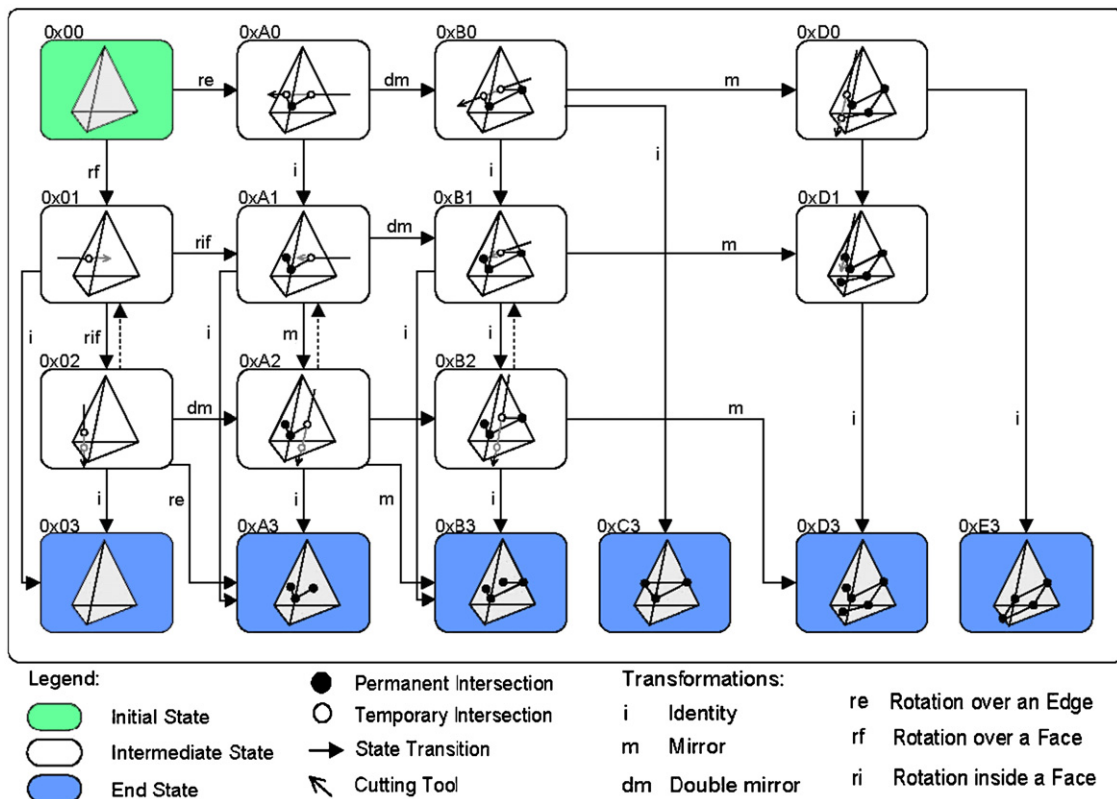 0x00
0xA0
0xB0
0xD0
re
dm
m
rf
i
i
i
i
0x01
0xA1
0xB1
0xD1
rif
dm
m
i
rif
i
m
i
i
0x02
0xA2
0xB2
dm
m
i
i
re
i
m
i
i
0x03
0xA3
0xB3
0xC3
0xD3
0xE3
Legend:
Initial State
Intermediate State
End State
Permanent Intersection
Temporary Intersection
State Transition
Cutting Tool
Transformations:
i Identity
m Mirror
dm Double mirror
re Rotation over an Edge
rf Rotation over a Face
ri Rotation inside a Face